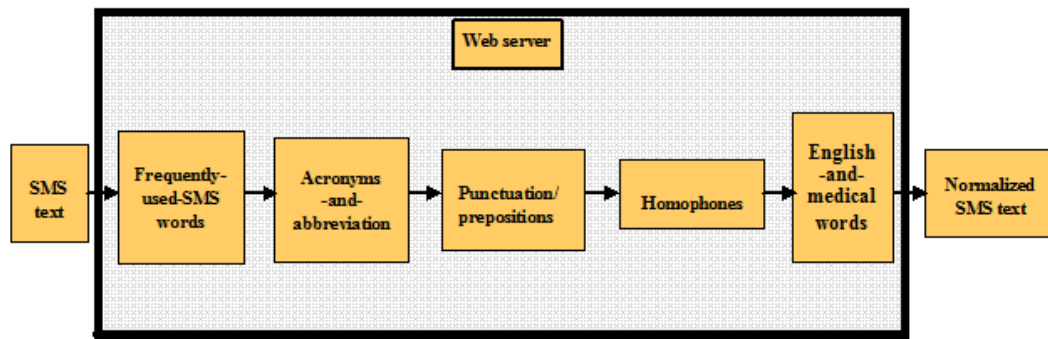 Web server
SMS
text
Frequently-
used-SMS
words
Acronyms
-and-
abbreviation
Punctuation/
prepositions
Homophones
English
-and-
medical
words
Normalized
SMS text